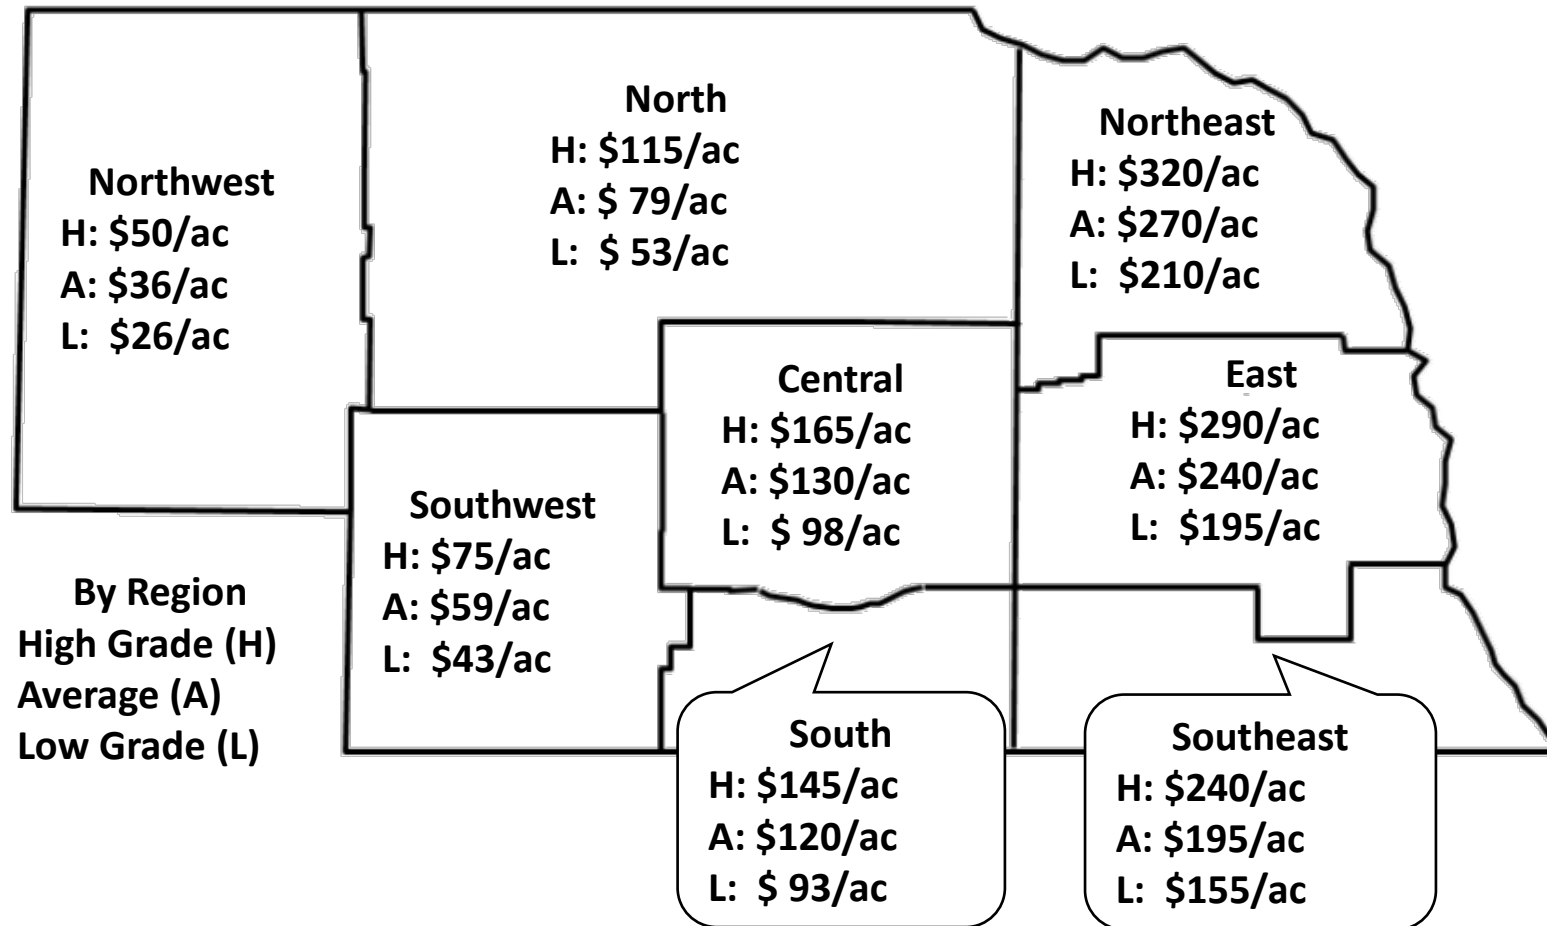 North
H: $115/ac
A: $ 79/ac
L: $ 53/ac
Northeast
H: $320/ac
A: $270/ac
L: $210/ac
Northwest
H: $50/ac
A: $36/ac
L: $26/ac
Central
H: $165/ac
A: $130/ac
L: $ 98/ac
East
H: $290/ac
A: $240/ac
L: $195/ac
Southwest
H: $75/ac
A: $59/ac
L: $43/ac
By Region
High Grade (H)
Average (A)
Low Grade (L)
South
H: $145/ac
A: $120/ac
L: $ 93/ac
Southeast
H: $240/ac
A: $195/ac
L: $155/ac